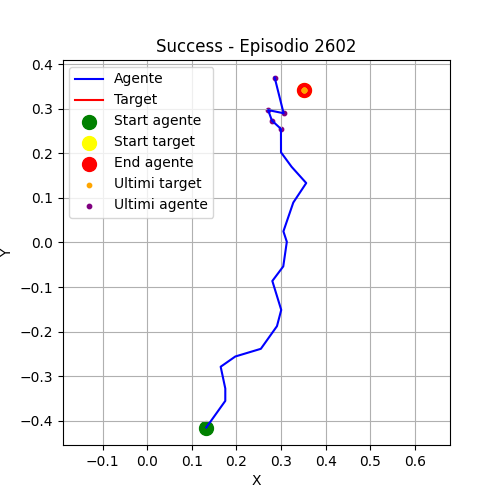 Success - Episodio 2602
Agente
Target
Start agente
Start target
End agente
Ultimi target
Ultimi agente
0.4
0.3
0.2
0.1
0.0
−0.1
−0.2
−0.3
−0.4
Y
−0.1
0.0
0.1
0.2
0.3
0.4
0.5
0.6
X